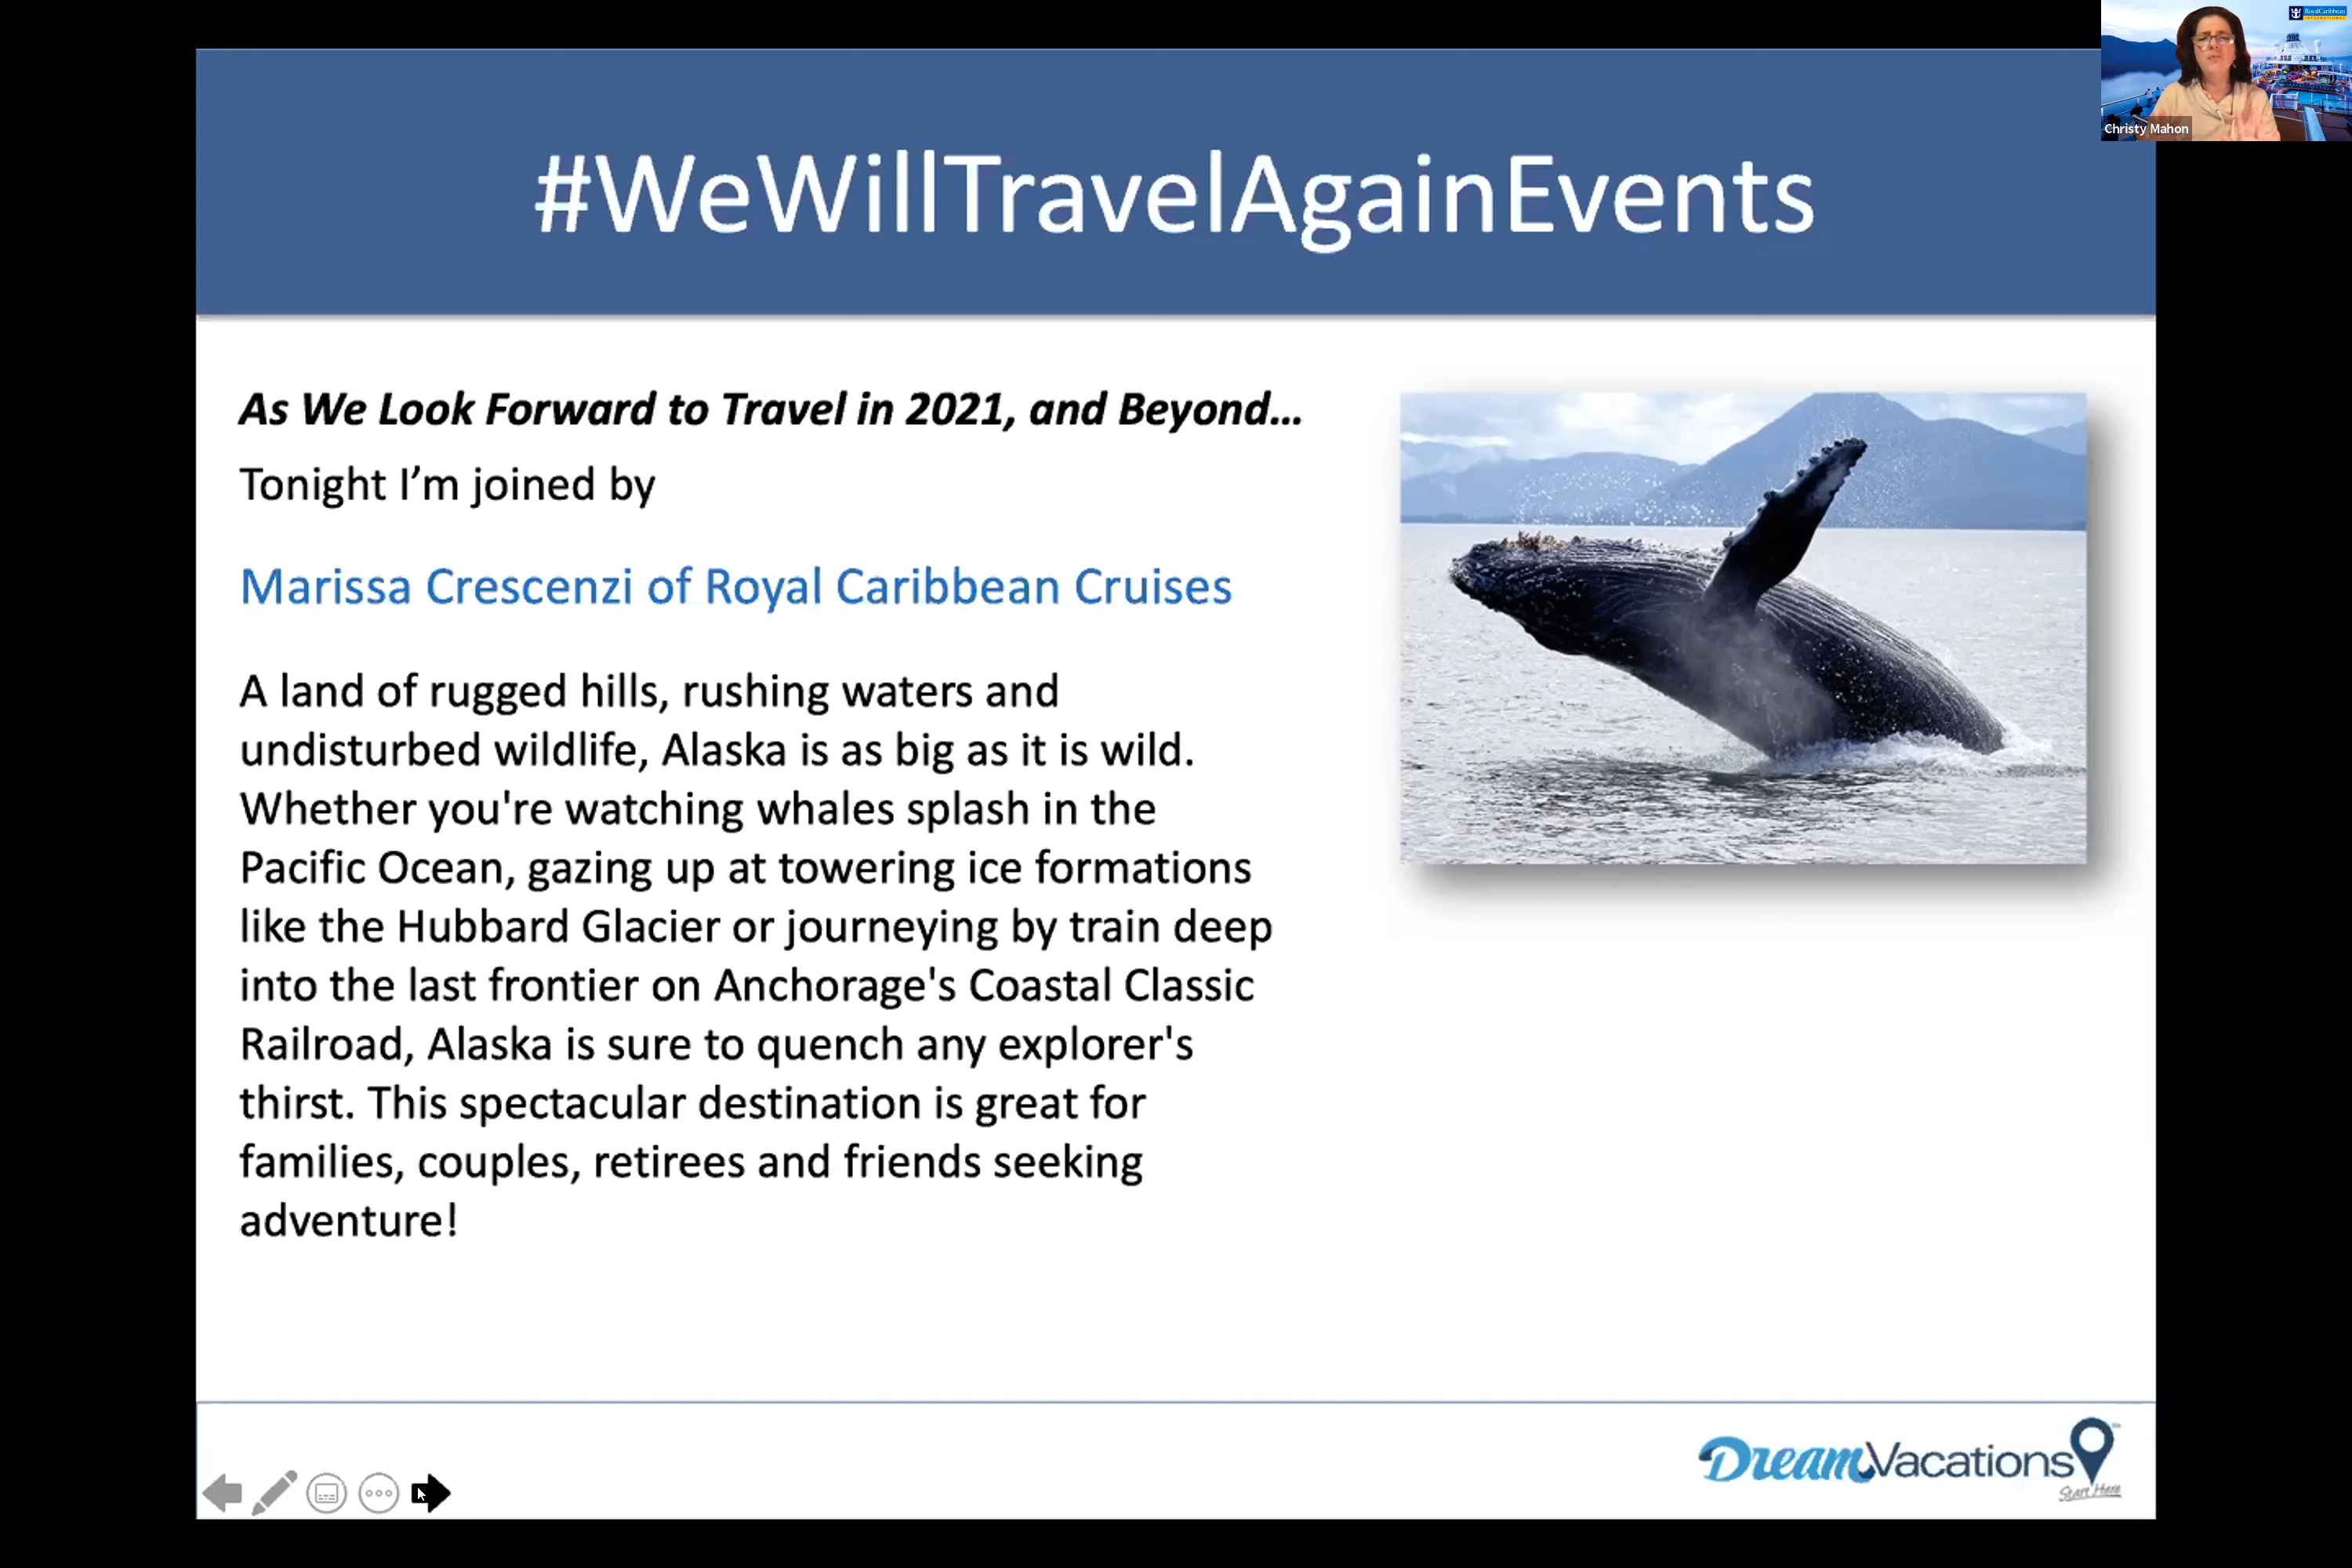 RoyalCaribbean
INTERNATIONAL
Christy Mahon
#WeWillTravelAgainEvents
As We Look Forward to Travel in 2021, and Beyond...
Tonight I’m joined by
Marissa Crescenzi of Royal Caribbean Cruises
A land of rugged hills, rushing waters and
undisturbed wildlife, Alaska is as big as it is wild.
Whether you're watching whales splash in the
Pacific Ocean, gazing up at towering ice formations
like the Hubbard Glacier or journeying by train deep
into the last frontier on Anchorage's Coastal Classic
Railroad, Alaska is sure to quench any explorer's
thirst. This spectacular destination is great for
families, couples, retirees and friends seeking
adventure!
DreamVacations
Start Here